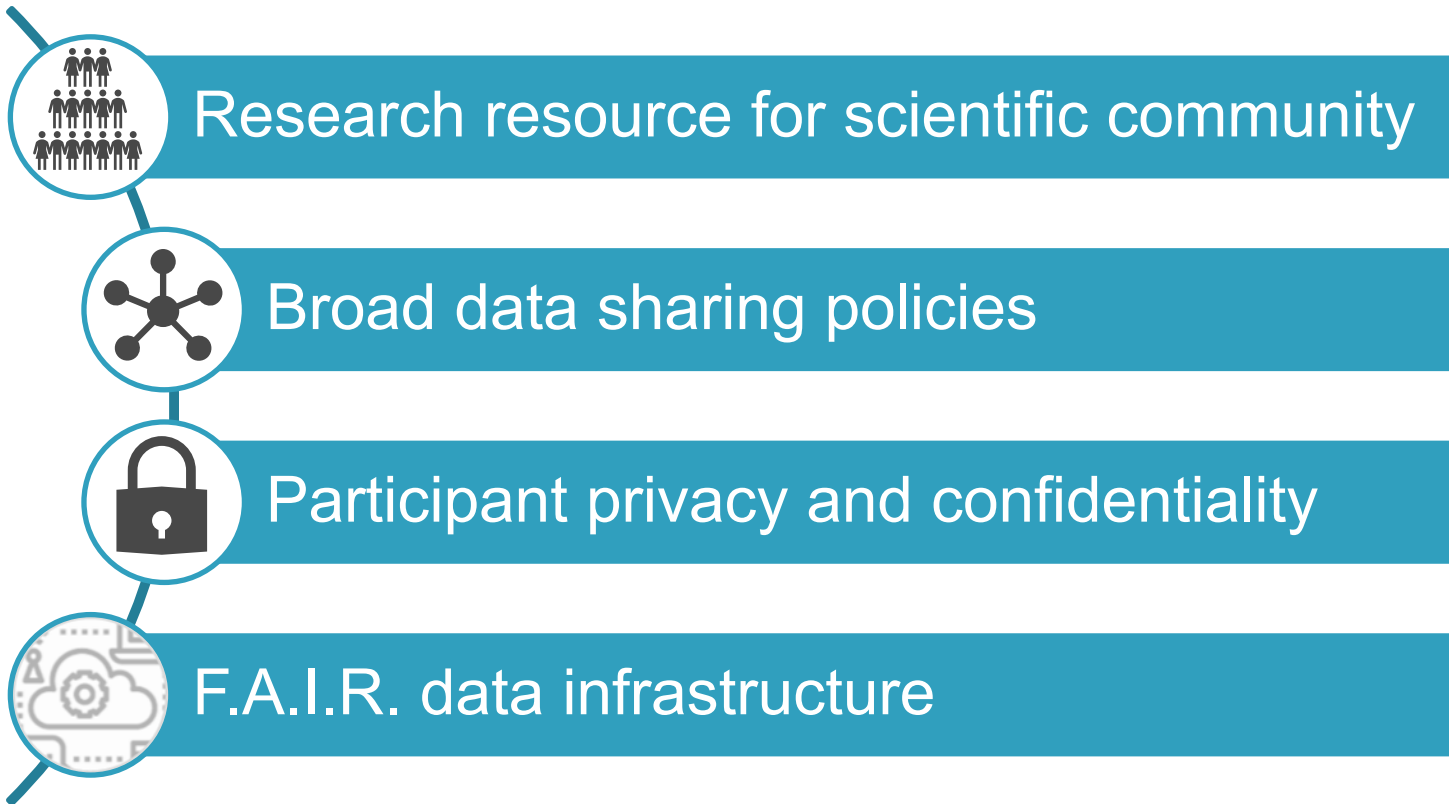 Research resource for scientific community
Broad data sharing policies
Participant privacy and confidentiality
F.A.I.R. data infrastructure